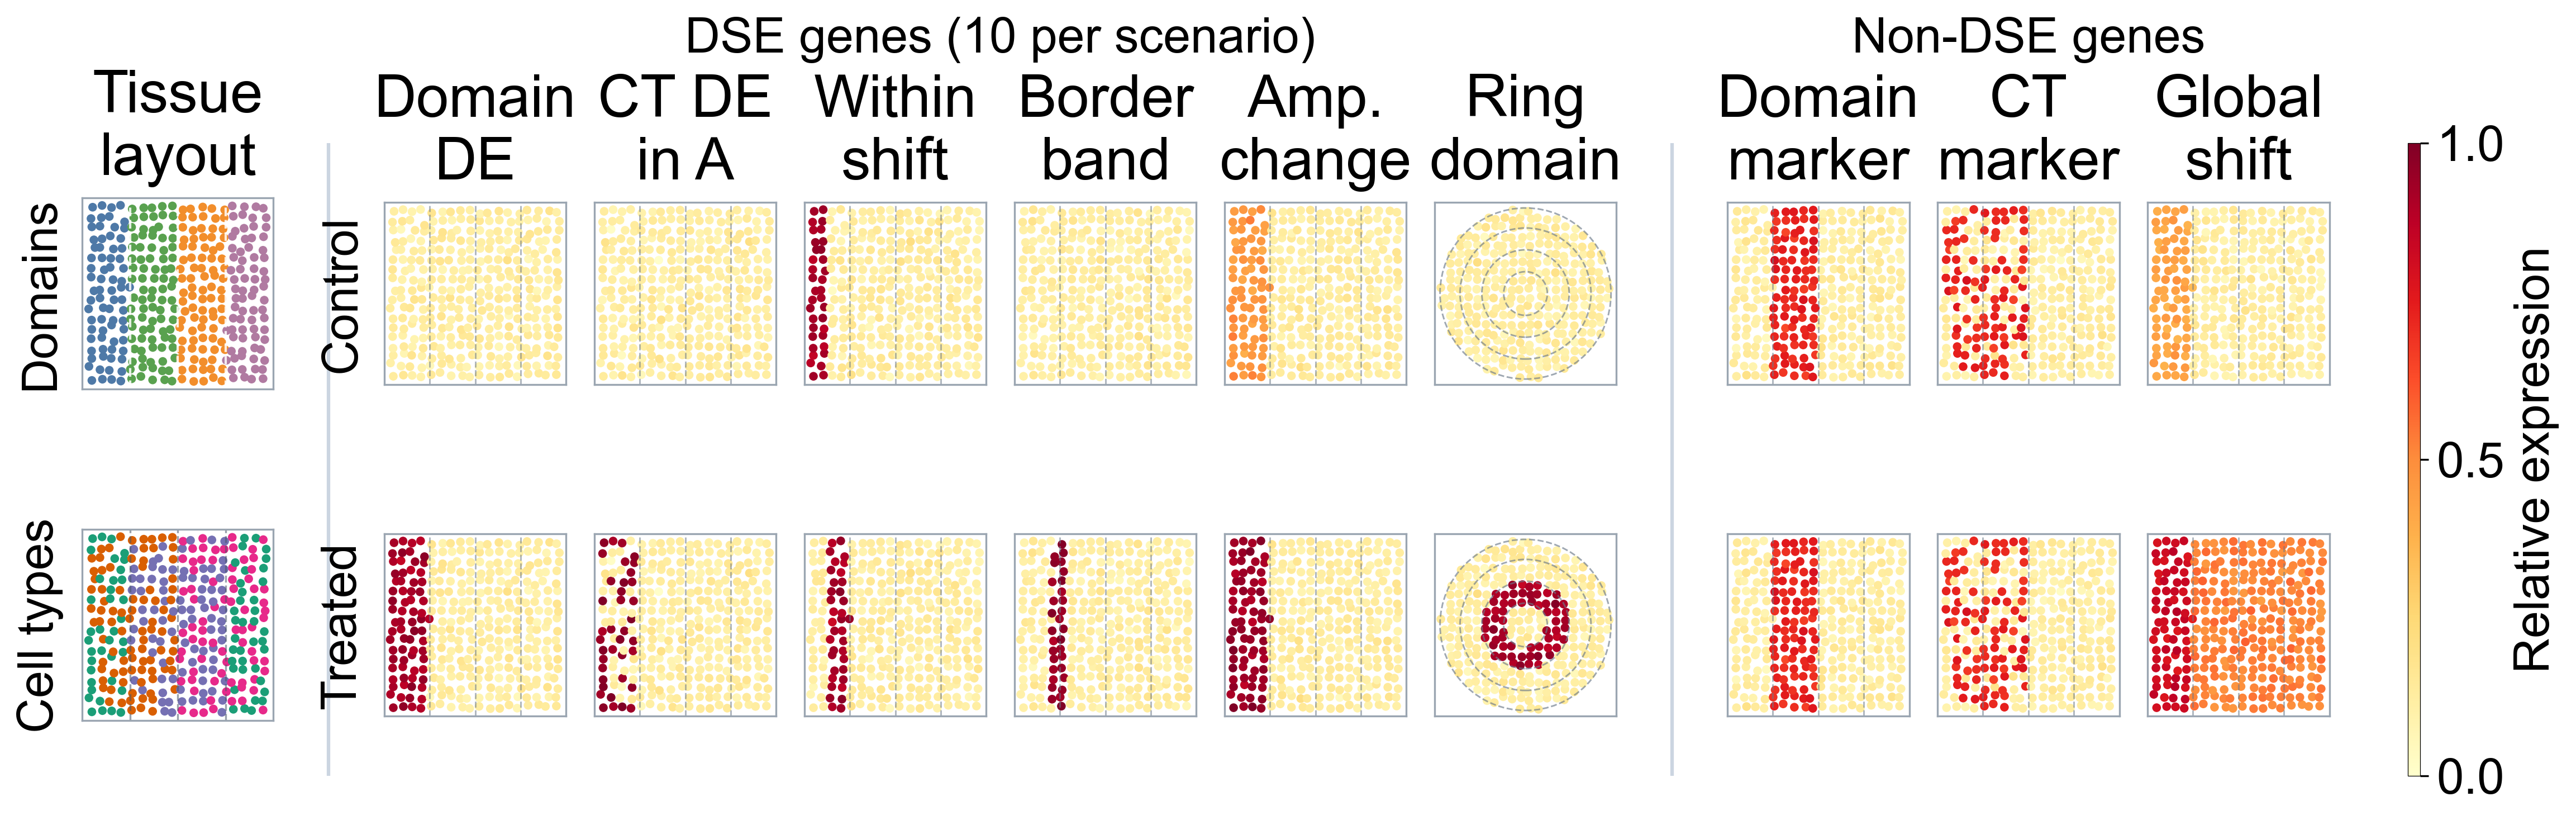 DSE genes (10 per scenario)
Non-DSE genes
Tissue
layout
Domain
DE
CT DE
in A
Within
shift
Border
band
Amp.
change
Ring
domain
Domain
marker
CT
marker
Global
shift
Domains
Cell types
Control
Treated
1.0
0.5
0.0
Relative expression